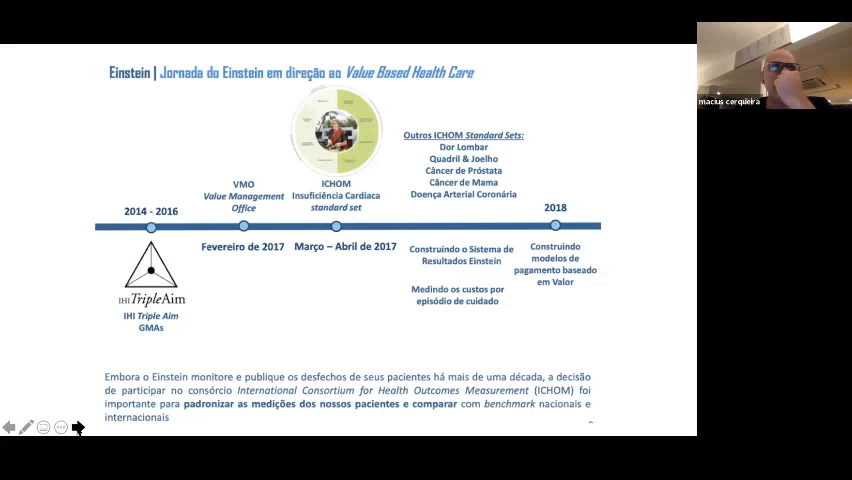 Einstein | Jornada do Einstein em direção ao Value Based Health Care
macius cerqueira
Outros ICHOM Standard Sets:
Dor Lombar
Quadril & Joelho
Câncer de Próstata
Câncer de Mama
Doença Arterial Coronária
VMO
Value Management
Office
ICHOM
Insuficiência Cardíaca
standard set
2014 - 2016
2018
Fevereiro de 2017
Março – Abril de 2017
Construindo o Sistema de
Resultados Einstein
Medindo os custos por
episódio de cuidado
Construindo
modelos de
pagamento baseado
em Valor
IHI TripleAim
IHI Triple Aim
GMAs
Embora o Einstein monitore e publique os desfechos de seus pacientes há mais de uma década, a decisão
de participar no consórcio International Consortium for Health Outcomes Measurement (ICHOM) foi
importante para padronizar as medições dos nossos pacientes e comparar com benchmark nacionais e
internacionais